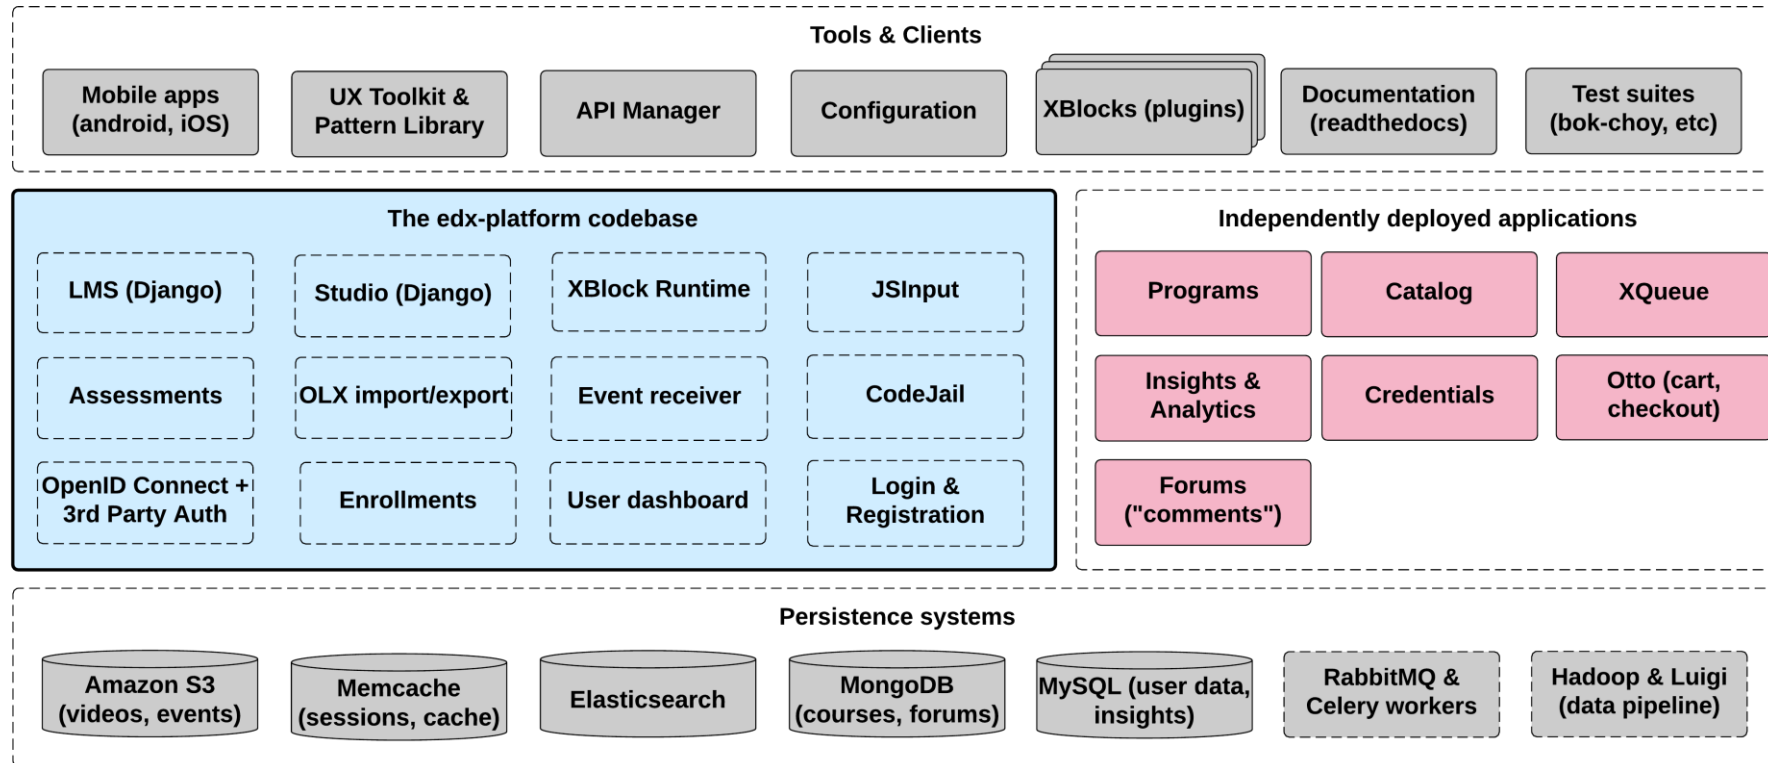 Tools & Clients
Mobile apps
(android, iOS)
UX Toolkit &
Pattern Library
API Manager
Configuration
XBlocks (plugins)
Documentation
(readthedocs)
Test suites
(bok-choy, etc)
The edx-platform codebase
LMS (Django)
Studio (Django)
XBlock Runtime
JSInput
Assessments
OLX import/export
Event receiver
CodeJail
OpenID Connect +
3rd Party Auth
Enrollments
User dashboard
Login &
Registration
Independently deployed applications
Programs
Catalog
XQueue
Insights &
Analytics
Credentials
Otto (cart,
checkout)
Forums
("comments")
Persistence systems
Amazon S3
(videos, events)
Memcache
(sessions, cache)
Elasticsearch
MongoDB
(courses, forums)
MySQL (user data,
insights)
RabbitMQ &
Celery workers
Hadoop & Luigi
(data pipeline)